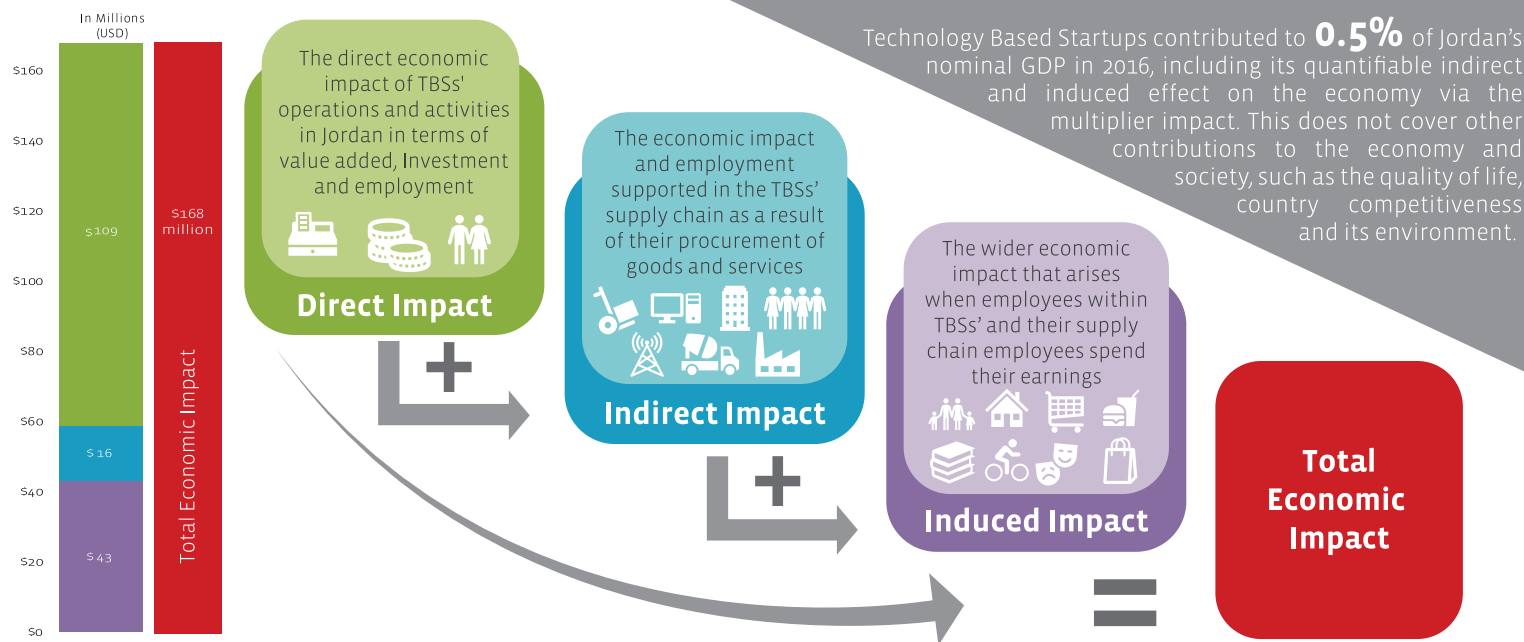 In Millions
(USD)
$160
$140
$120
$100
$80
$60
$40
$20
$0
$109
$16
$43
$168
million
Total Economic Impact
The direct economic
impact of TBSs'
operations and activities
in Jordan in terms of
value added, Investment
and employment
Direct Impact
The economic impact
and employment
supported in the TBSs’
supply chain as a result
of their procurement of
goods and services
Indirect Impact
The wider economic
impact that arises
when employees within
TBSs’ and their supply
chain employees spend
their earnings
Induced Impact
Technology Based Startups contributed to 0.5% of Jordan’s
nominal GDP in 2016, including its quantifiable indirect
and induced effect on the economy via the
multiplier impact. This does not cover other
contributions to the economy and
society, such as the quality of life,
country competitiveness
and its environment.
Total
Economic
Impact